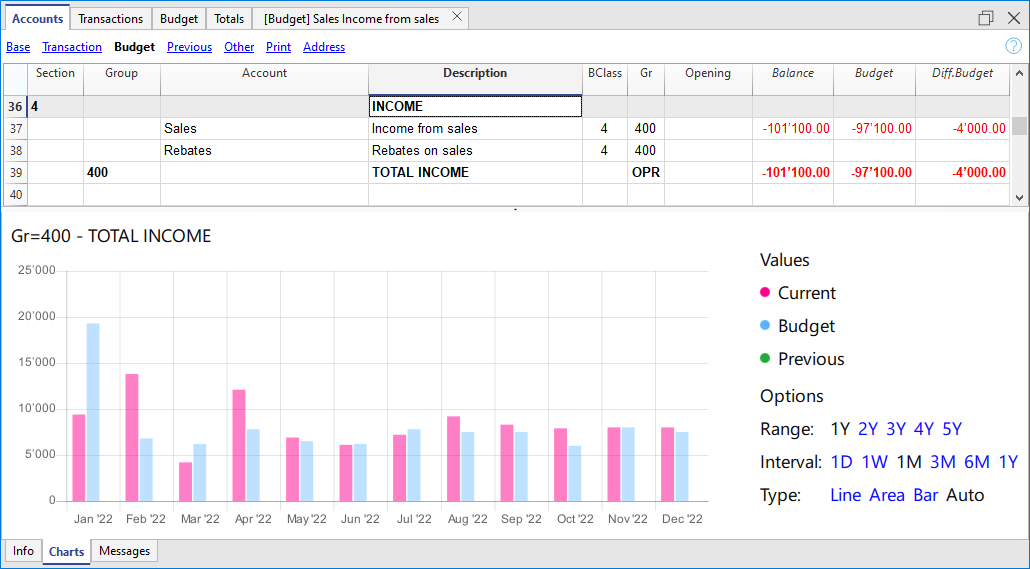 Accounts Transactions Budget Totals [Budget] Sales Income from sales
Base Transaction Budget Previous Other Print Address
Section Group Account Description BClass Gr Opening Balance Budget Diff.Budget
36 4 INCOME
37 Sales Income from sales 4 400 -101'100.00 -97'100.00 -4'000.00
38 Rebates Rebates on sales 4 400
39 400 TOTAL INCOME OPR -101'100.00 -97'100.00 -4'000.00
40
Gr=400 - TOTAL INCOME
25'000
20'000
15'000
10'000
5'000
0
Jan '22 Feb '22 Mar '22 Apr '22 May '22 Jun '22 Jul '22 Aug '22 Sep '22 Oct '22 Nov '22 Dec '22
Values
Current
Budget
Previous
Options
Range: 1Y 2Y 3Y 4Y 5Y
Interval: 1D 1W 1M 3M 6M 1Y
Type: Line Area Bar Auto
Info Charts Messages